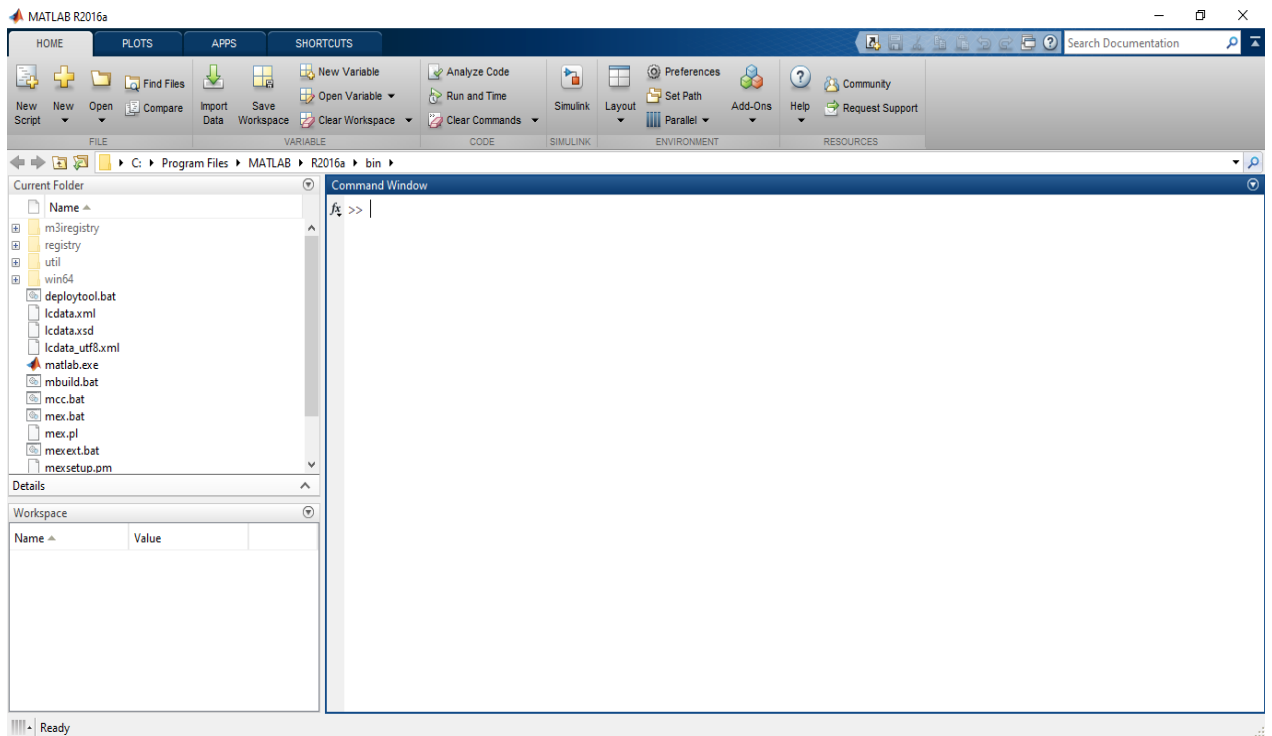 MATLAB R2016a
HOME PLOTS APPS SHORTCUTS Search Documentation
New Script
New
Open
Find Files
Compare
FILE
Import Data
Save Workspace
New Variable
Open Variable
Clear Workspace
VARIABLE
Analyze Code
Run and Time
Clear Commands
CODE
Simulink
SIMULINK
Layout
Preferences
Set Path
Parallel
Add-Ons
ENVIRONMENT
Help
Community
Request Support
RESOURCES
C: Program Files MATLAB R2016a bin
Current Folder
Name
m3iregistry
registry
util
win64
deploytool.bat
lcdata.xml
lcdata.xsd
lcdata_utf8.xml
matlab.exe
mbuild.bat
mcc.bat
mex.bat
mex.pl
mexext.bat
mexsetup.pm
Details
Workspace
Name Value
Command Window
fx >>
Ready